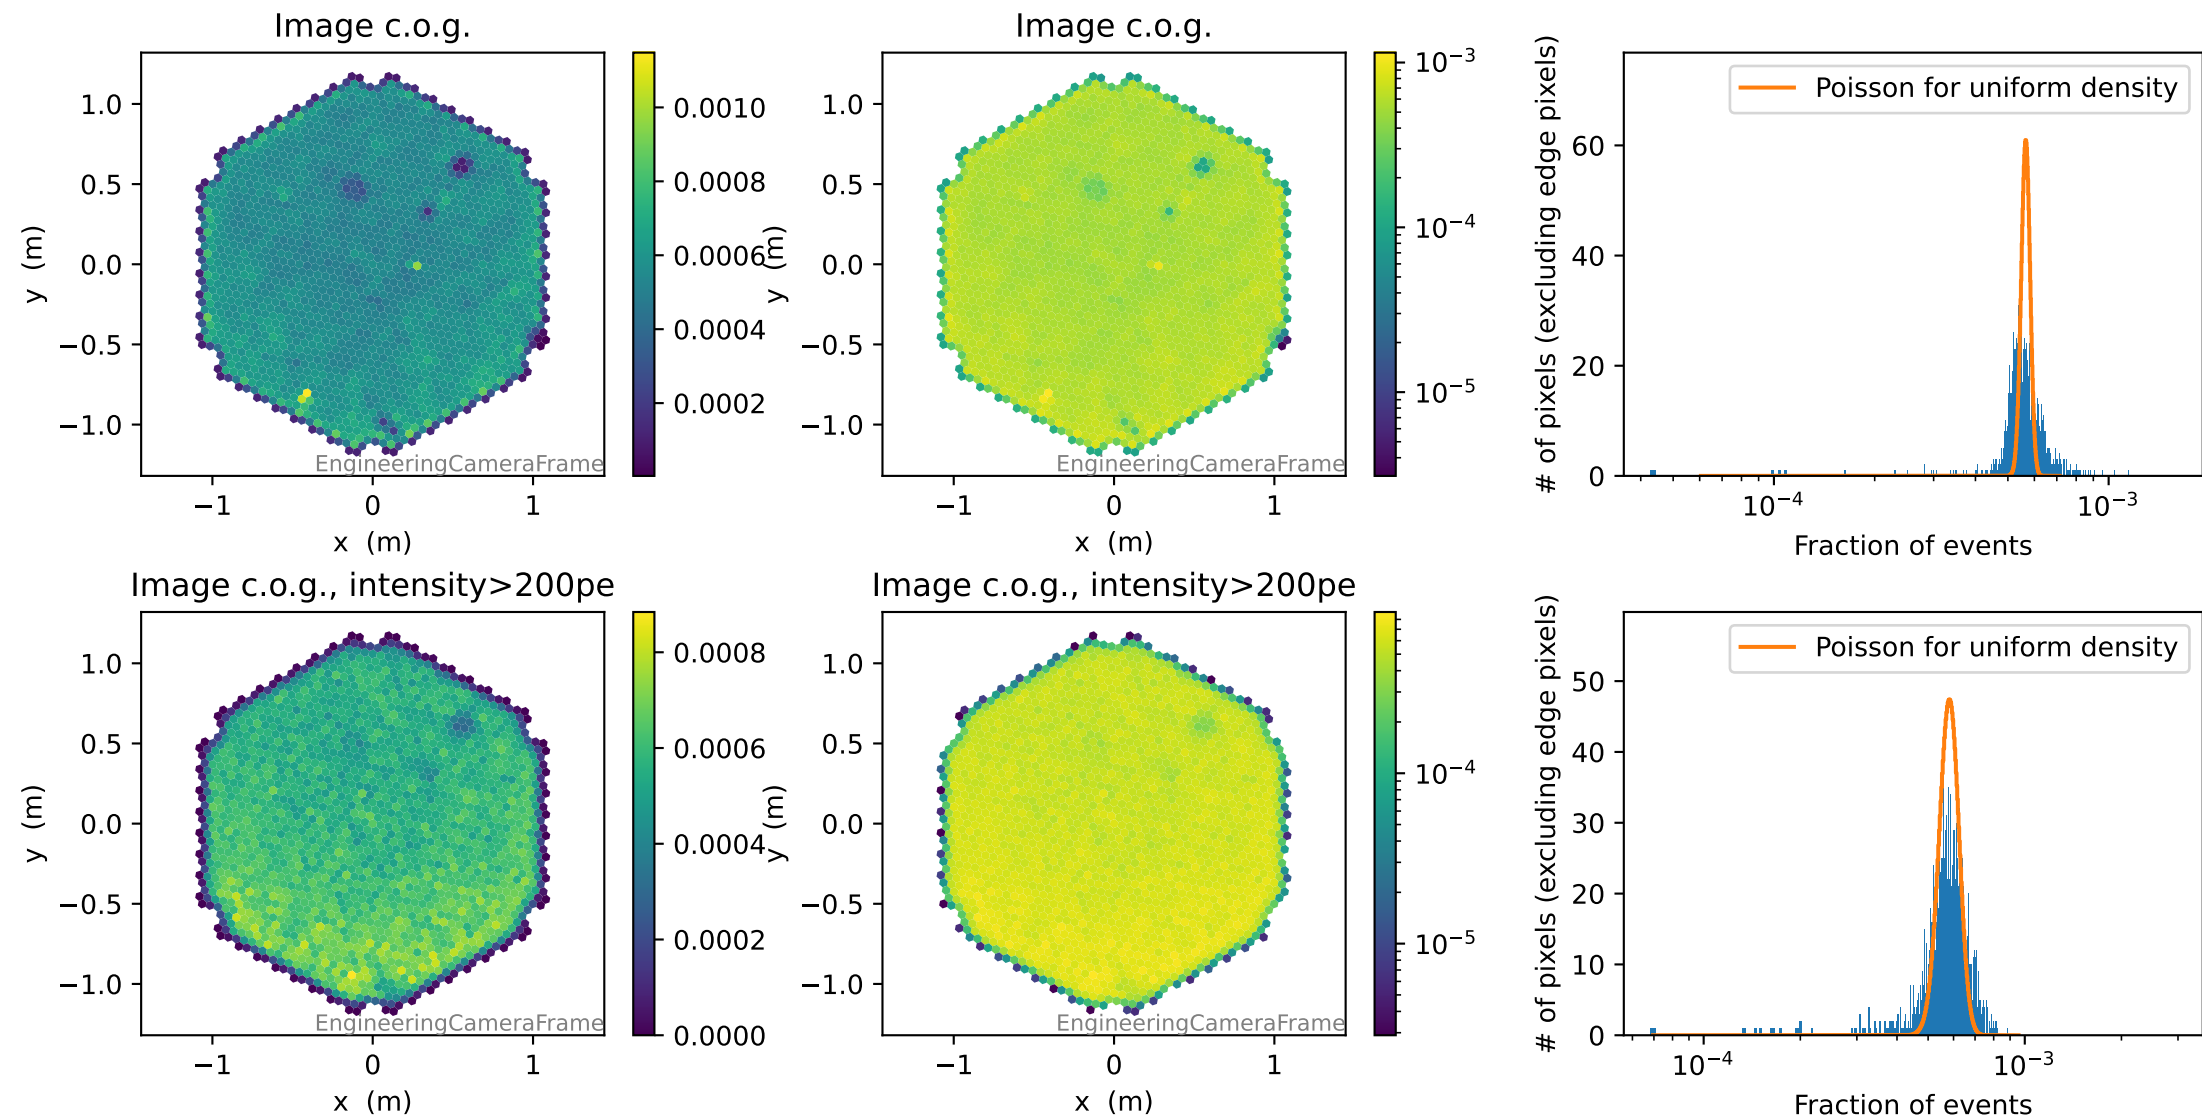 Image c.o.g.
1.0
0.5
0.0
−0.5
−1.0
y (m)
−1
0
1
x (m)
EngineeringCameraFrame
0.0010
0.0008
0.0006
0.0004
0.0002
Image c.o.g.
1.0
0.5
0.0
−0.5
−1.0
y (m)
−1
0
1
x (m)
EngineeringCameraFrame
10⁻³
10⁻⁴
10⁻⁵
Poisson for uniform density
# of pixels (excluding edge pixels)
60
40
20
0
10⁻⁴
10⁻³
Fraction of events
Image c.o.g., intensity>200pe
1.0
0.5
0.0
−0.5
−1.0
y (m)
−1
0
1
x (m)
EngineeringCameraFrame
0.0008
0.0006
0.0004
0.0002
0.0000
Image c.o.g., intensity>200pe
1.0
0.5
0.0
−0.5
−1.0
y (m)
−1
0
1
x (m)
EngineeringCameraFrame
10⁻⁴
10⁻⁵
Poisson for uniform density
# of pixels (excluding edge pixels)
50
40
30
20
10
0
10⁻⁴
10⁻³
Fraction of events